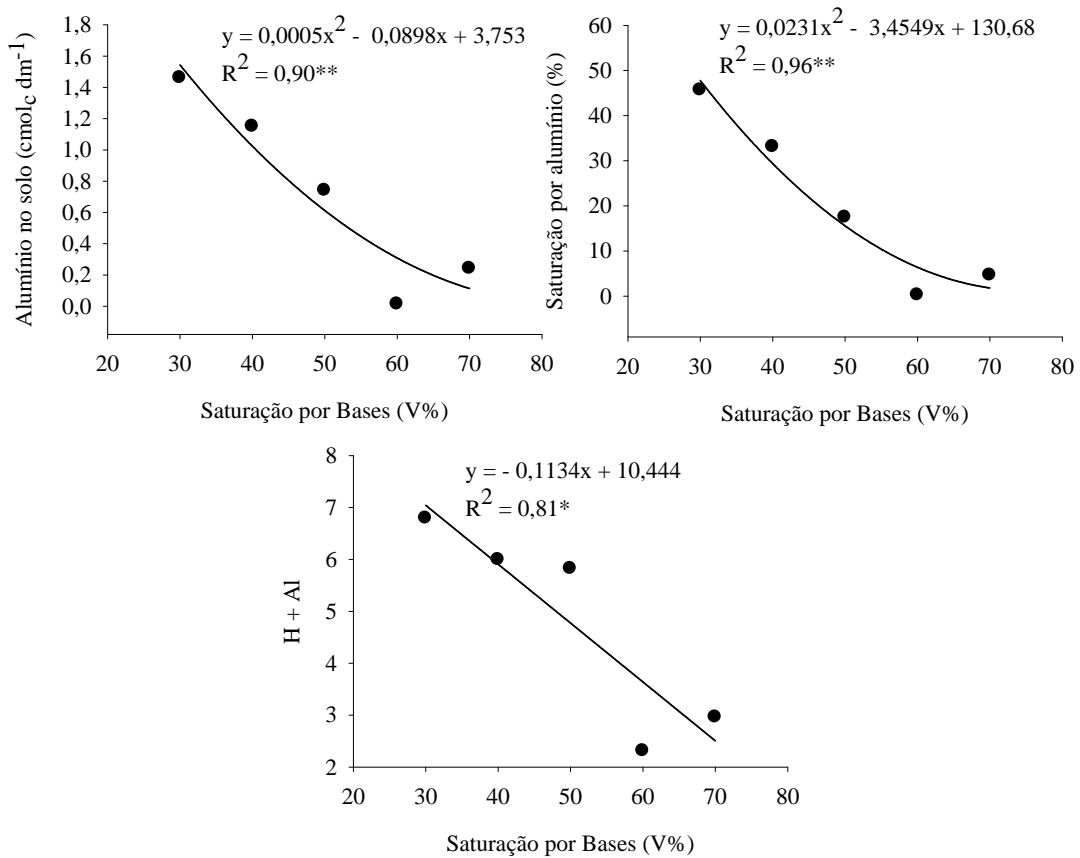 y = 0,0005x² - 0,0898x + 3,753
R² = 0,90**
Alumínio no solo (cmol_c dm⁻¹)
1,8
1,6
1,4
1,2
1,0
0,8
0,6
0,4
0,2
0,0
20 30 40 50 60 70 80
Saturação por Bases (V%)
y = 0,0231x² - 3,4549x + 130,68
R² = 0,96**
Saturação por alumínio (%)
60
50
40
30
20
10
0
20 30 40 50 60 70 80
Saturação por Bases (V%)
y = - 0,1134x + 10,444
R² = 0,81*
H + Al
8
7
6
5
4
3
2
20 30 40 50 60 70 80
Saturação por Bases (V%)